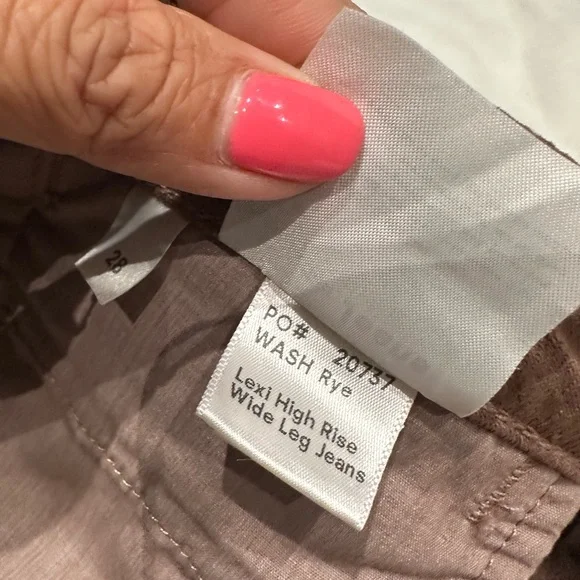 28
PO# 20737
WASH Rye
Lexi High Rise
Wide Leg Jeans